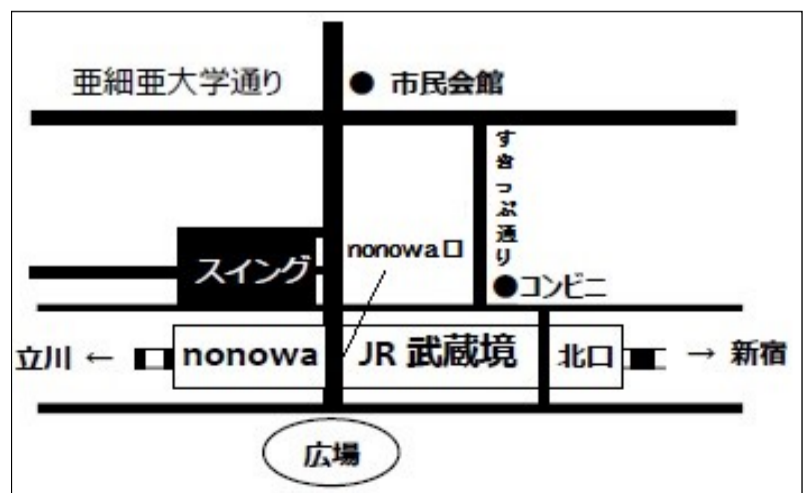 亜細亜大学通り
● 市民会館
すきっぷ通り
nonowa口
スイング
●コンビニ
立川 ←
nonowa
JR 武蔵境
北口
→ 新宿
広場